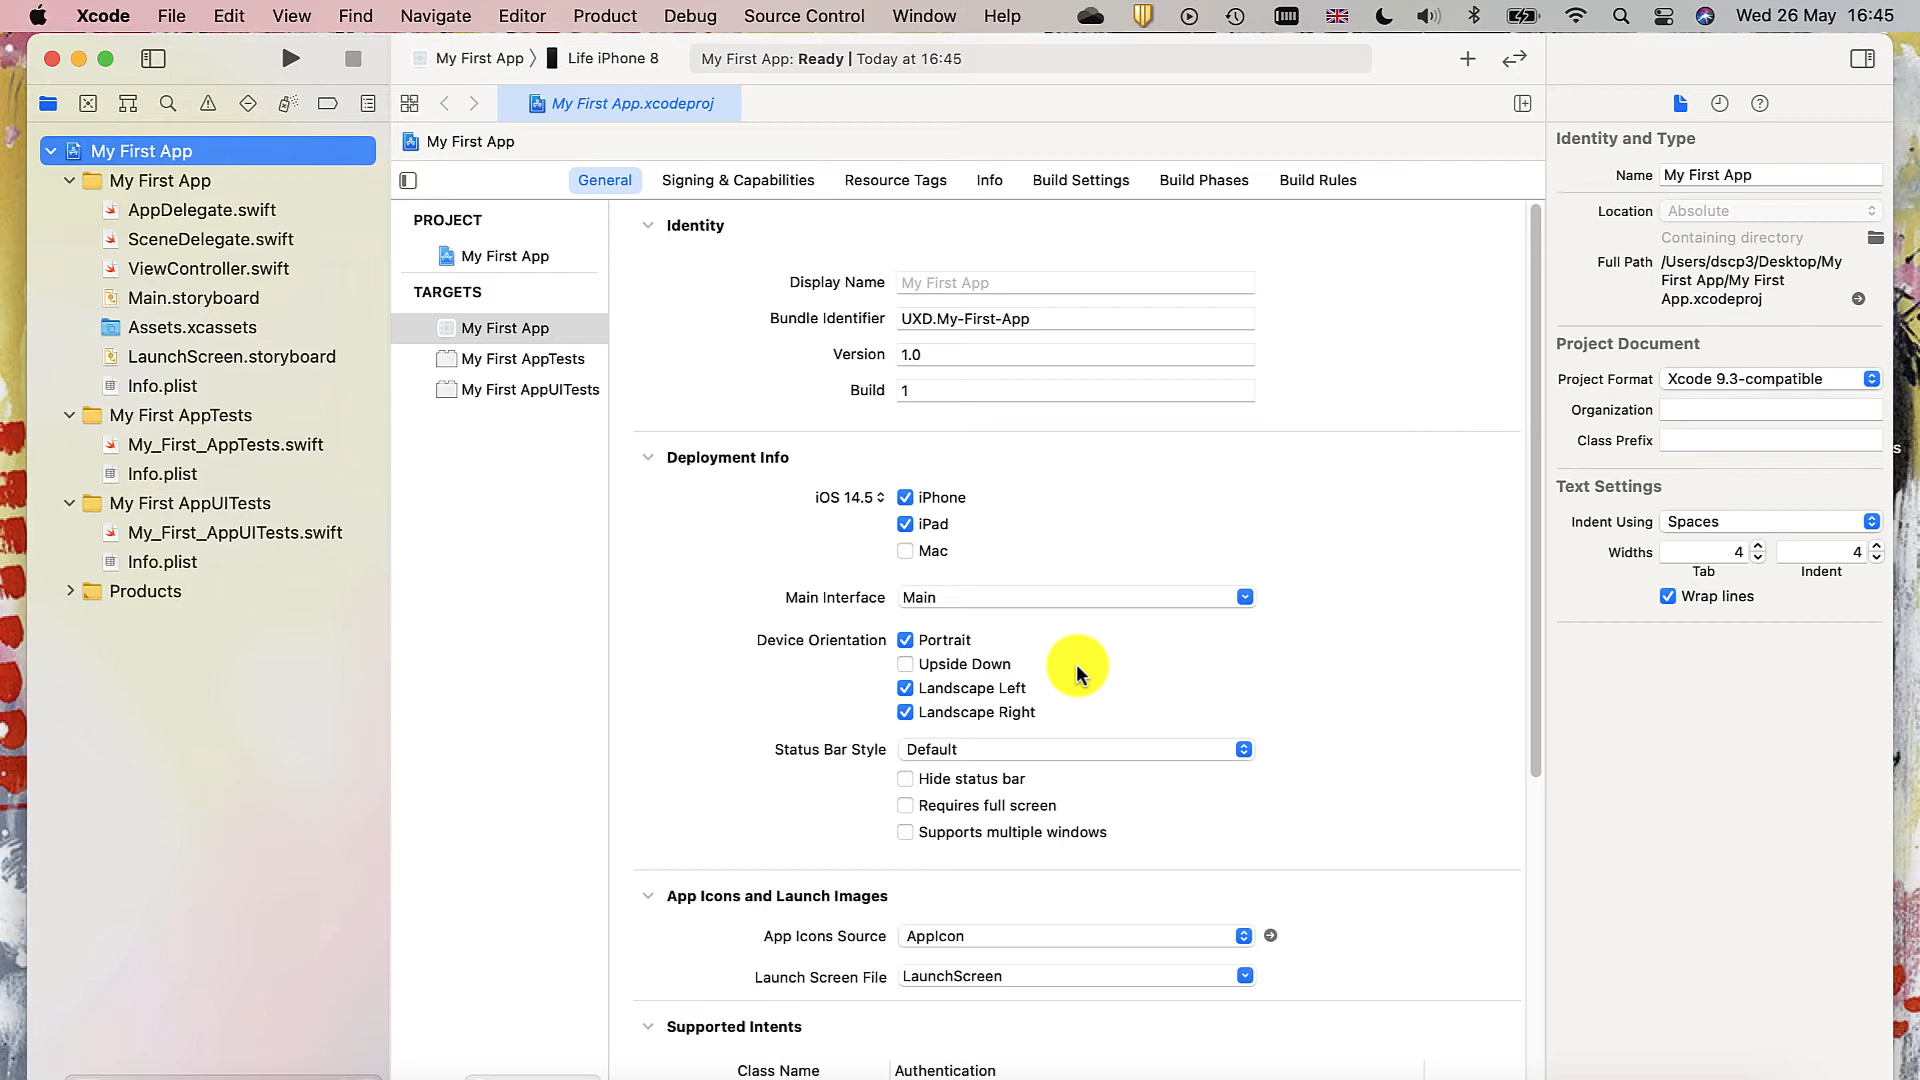 Xcode File Edit View Find Navigate Editor Product Debug Source Control Window Help Wed 26 May 16:45
My First App Life iPhone 8 My First App: Ready | Today at 16:45
My First App.xcodeproj
My First App
My First App
AppDelegate.swift
SceneDelegate.swift
ViewController.swift
Main.storyboard
Assets.xcassets
LaunchScreen.storyboard
Info.plist
My First AppTests
My_First_AppTests.swift
Info.plist
My First AppUITests
My_First_AppUITests.swift
Info.plist
Products
My First App
General Signing & Capabilities Resource Tags Info Build Settings Build Phases Build Rules
PROJECT
My First App
TARGETS
My First App
My First AppTests
My First AppUITests
Identity
Display Name My First App
Bundle Identifier UXD.My-First-App
Version 1.0
Build 1
Deployment Info
iOS 14.5 iPhone
iPad
Mac
Main Interface Main
Device Orientation Portrait
Upside Down
Landscape Left
Landscape Right
Status Bar Style Default
Hide status bar
Requires full screen
Supports multiple windows
App Icons and Launch Images
App Icons Source AppIcon
Launch Screen File LaunchScreen
Supported Intents
Class Name Authentication
Identity and Type
Name My First App
Location Absolute
Containing directory
Full Path /Users/dscp3/Desktop/My
First App/My First
App.xcodeproj
Project Document
Project Format Xcode 9.3-compatible
Organization
Class Prefix
Text Settings
Indent Using Spaces
Widths 4 4
Tab Indent
Wrap lines
s